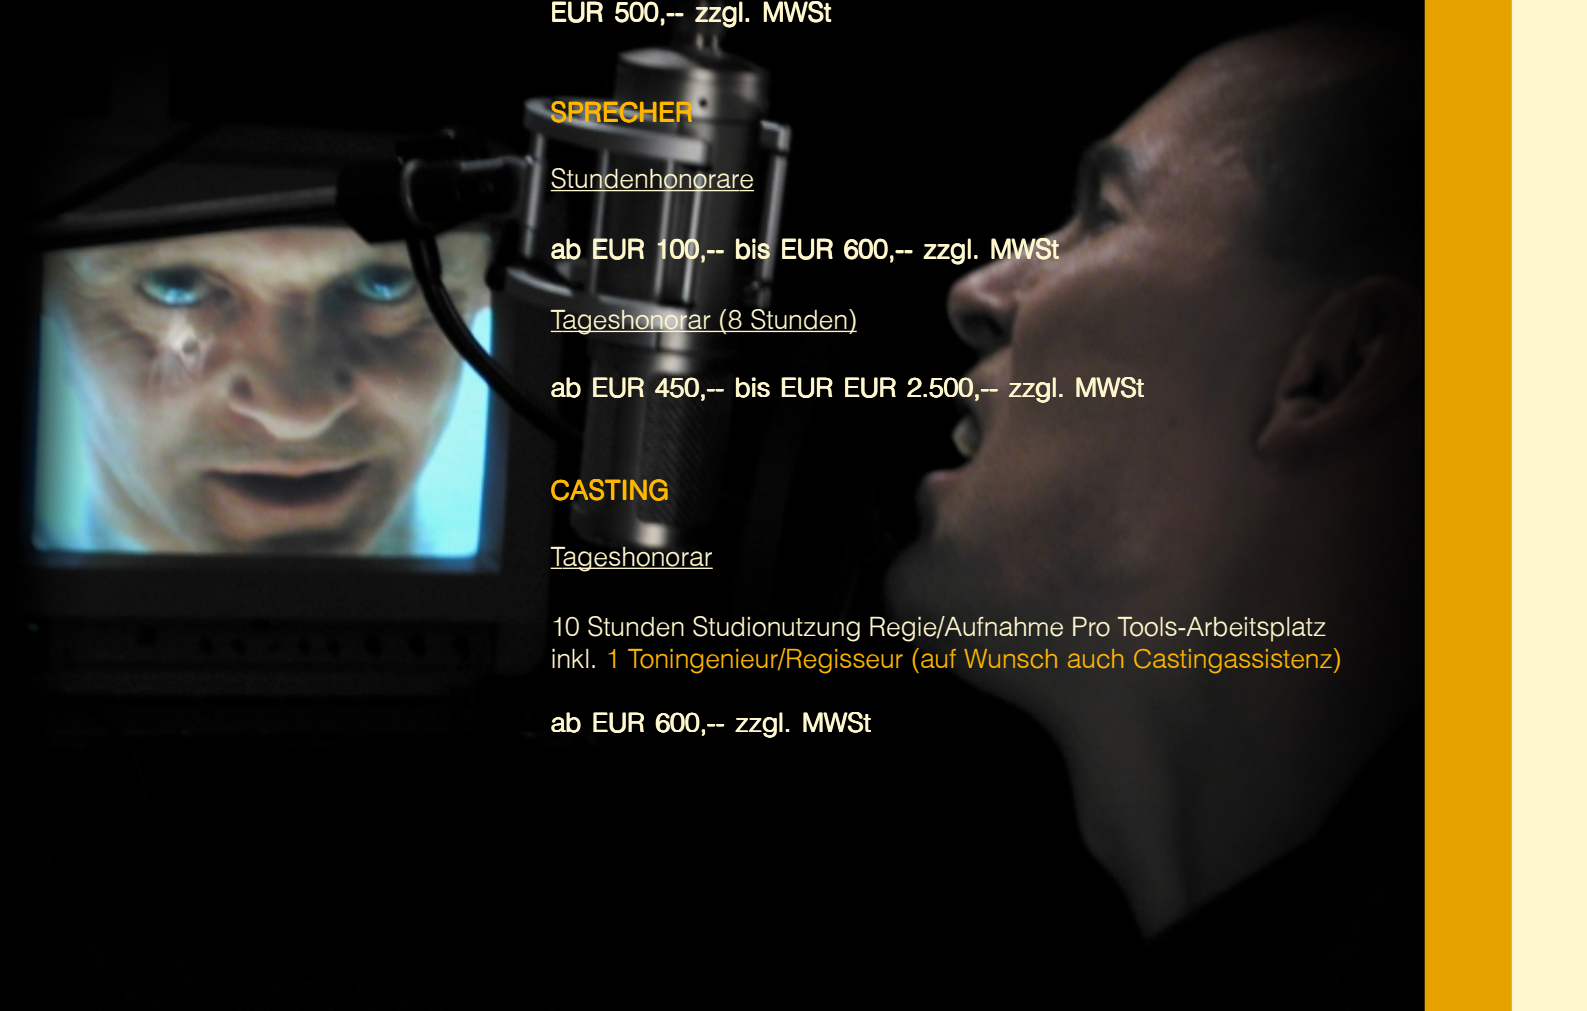 EUR 500,-- zzgl. MWSt
SPRECHER
Stundenhonorare
ab EUR 100,-- bis EUR 600,-- zzgl. MWSt
Tageshonorar (8 Stunden)
ab EUR 450,-- bis EUR EUR 2.500,-- zzgl. MWSt
CASTING
Tageshonorar
10 Stunden Studionutzung Regie/Aufnahme Pro Tools-Arbeitsplatz
inkl. 1 Toningenieur/Regisseur (auf Wunsch auch Castingassistenz)
ab EUR 600,-- zzgl. MWSt